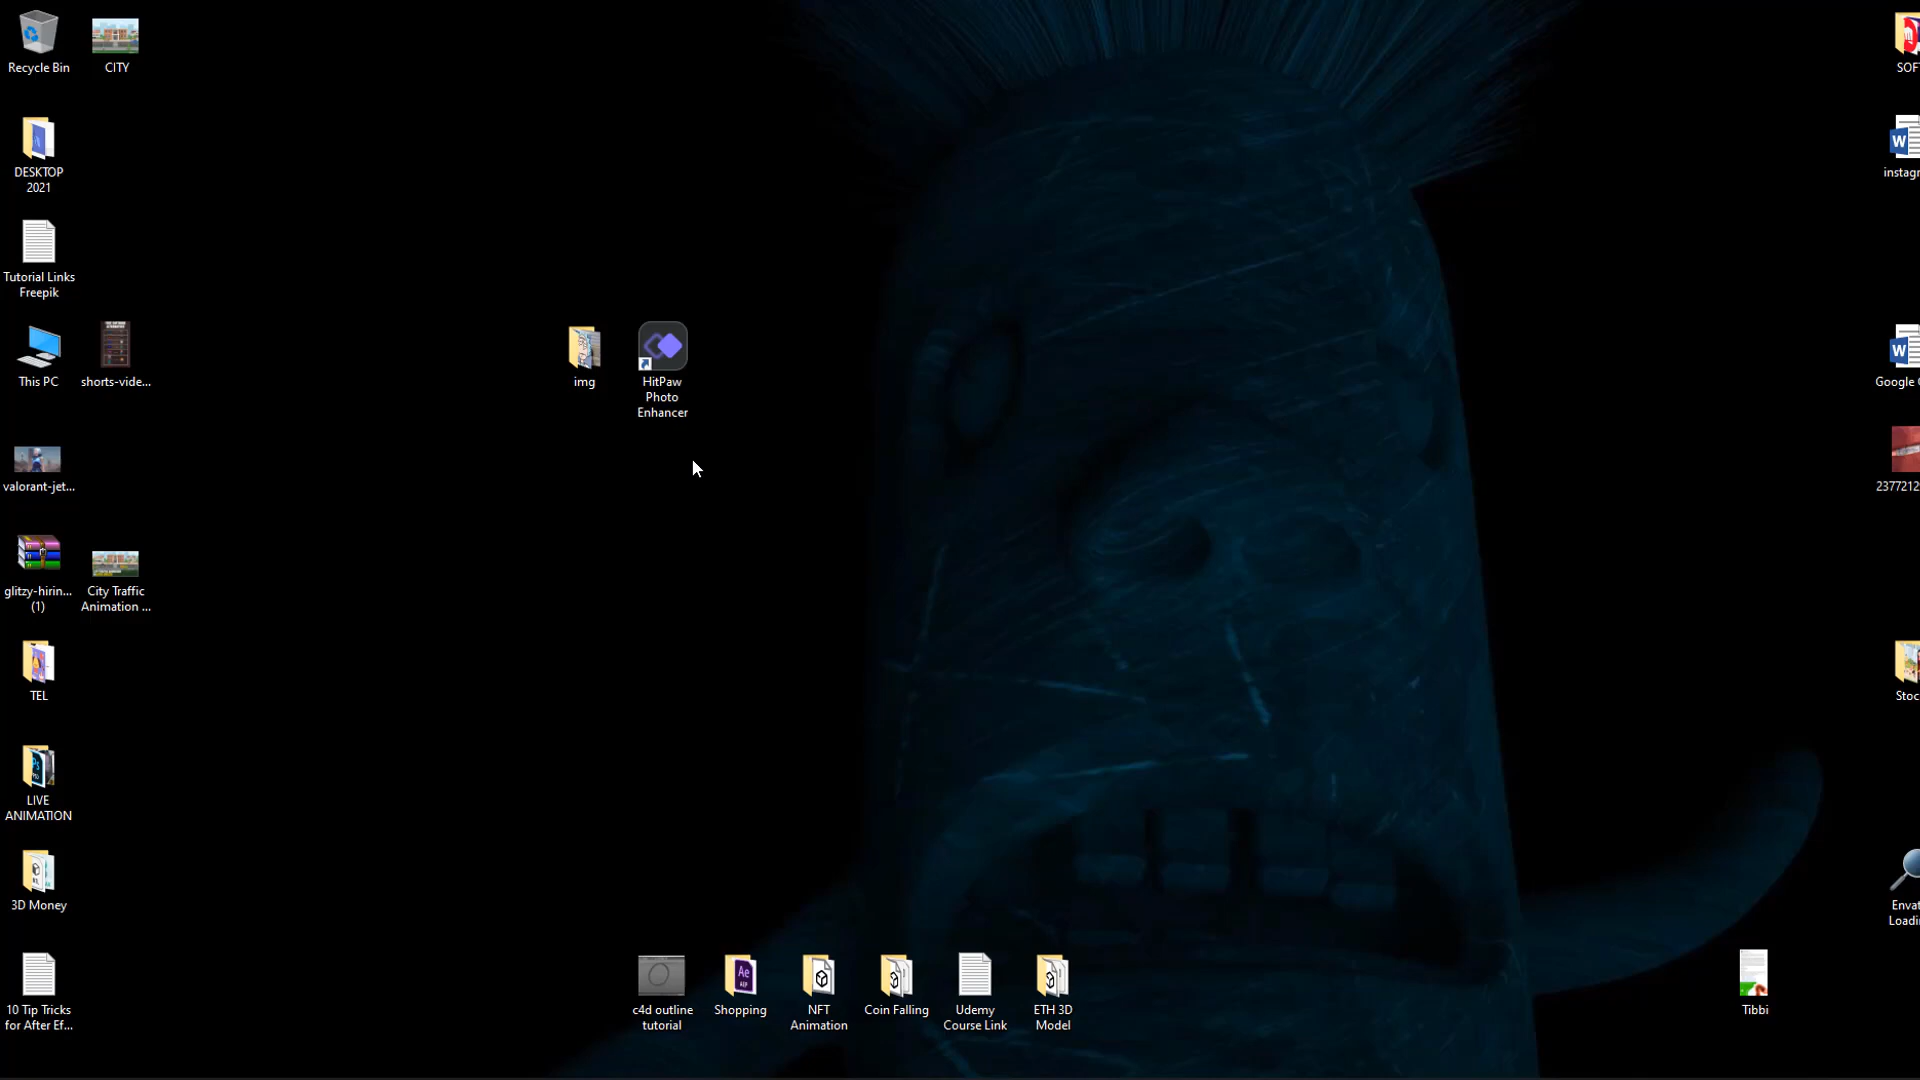 Recycle Bin
CITY
SOF
DESKTOP
2021
instagr
Tutorial Links
Freepik
This PC
shorts-vide...
img
HitPaw
Photo
Enhancer
Google
valorant-jet...
2377212
glitzy-hirin...
(1)
City Traffic
Animation ...
TEL
Stoc
LIVE
ANIMATION
3D Money
Envat
Loadi
10 Tip Tricks
for After Ef...
c4d outline
tutorial
Shopping
NFT
Animation
Coin Falling
Udemy
Course Link
ETH 3D
Model
Tibbi